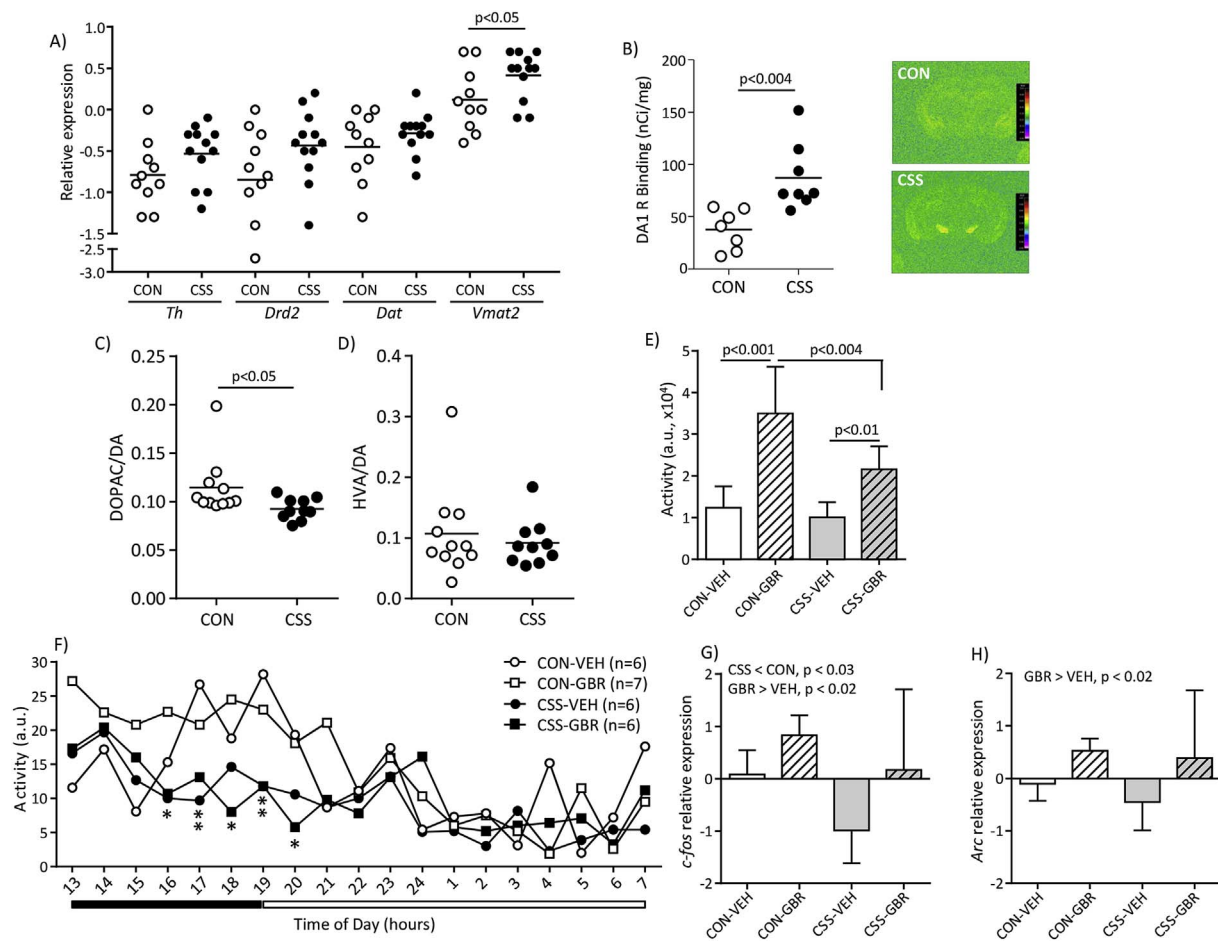 A)
Relative expression
1.0
0.5
0.0
-0.5
-1.0
-1.5
-2.5
-3.0
p<0.05
CON CSS CON CSS CON CSS CON CSS
Th Drd2 Dat Vmat2
B)
DA1 R Binding (nCi/mg)
200
150
100
50
0
p<0.004
CON CSS
CON
CSS
C)
DOPAC/DA
0.25
0.20
0.15
0.10
0.05
0.00
p<0.05
CON CSS
D)
HVA/DA
0.4
0.3
0.2
0.1
0.0
CON CSS
E)
Activity (a.u., x10⁴)
5
4
3
2
1
0
p<0.001 p<0.004
p<0.01
CON-VEH CON-GBR CSS-VEH CSS-GBR
F)
Activity (a.u.)
30
25
20
15
10
5
0
CON-VEH (n=6)
CON-GBR (n=7)
CSS-VEH (n=6)
CSS-GBR (n=6)
* ** * ** *
13 14 15 16 17 18 19 20 21 22 23 24 1 2 3 4 5 6 7
Time of Day (hours)
G)
CSS < CON, p < 0.03
GBR > VEH, p < 0.02
c-fos relative expression
2
1
0
-1
-2
CON-VEH CON-GBR CSS-VEH CSS-GBR
H)
GBR > VEH, p < 0.02
Arc relative expression
2
1
0
-1
-2
CON-VEH CON-GBR CSS-VEH CSS-GBR